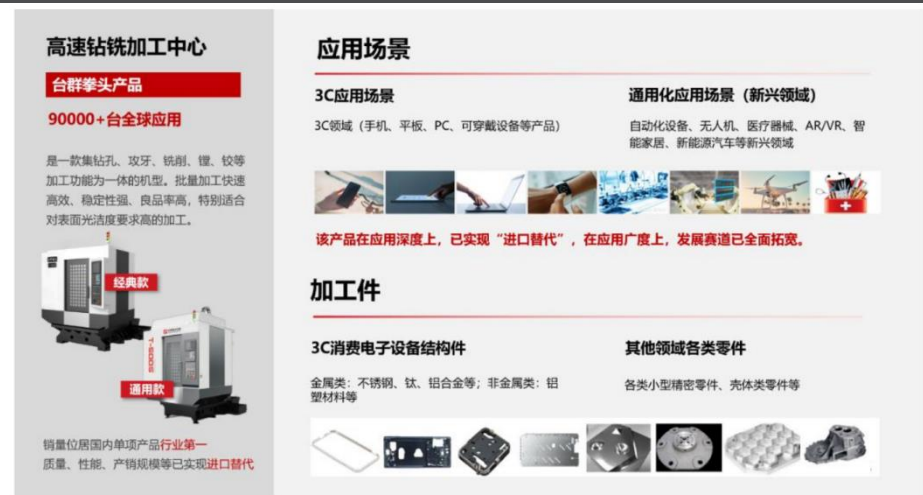 高速钻铣加工中心
台群拳头产品
90000+台全球应用
是一款集钻孔、攻牙、铣削、镗、铰等
加工功能为一体的机型。批量加工快速
高效、稳定性强、良品率高，特别适合
对表面光洁度要求高的加工。
经典款
T-500S
通用款
销量位居国内单项产品行业第一
质量、性能、产销规模等已实现进口替代
应用场景
3C应用场景
3C领域（手机、平板、PC、可穿戴设备等产品）
通用化应用场景（新兴领域）
自动化设备、无人机、医疗器械、AR/VR、智
能家居、新能源汽车等新兴领域
该产品在应用深度上，已实现“进口替代”，在应用广度上，发展赛道已全面拓宽。
加工件
3C消费电子设备结构件
金属类：不锈钢、钛、铝合金等；非金属类：铝
塑材料等
其他领域各类零件
各类小型精密零件、壳体类零件等